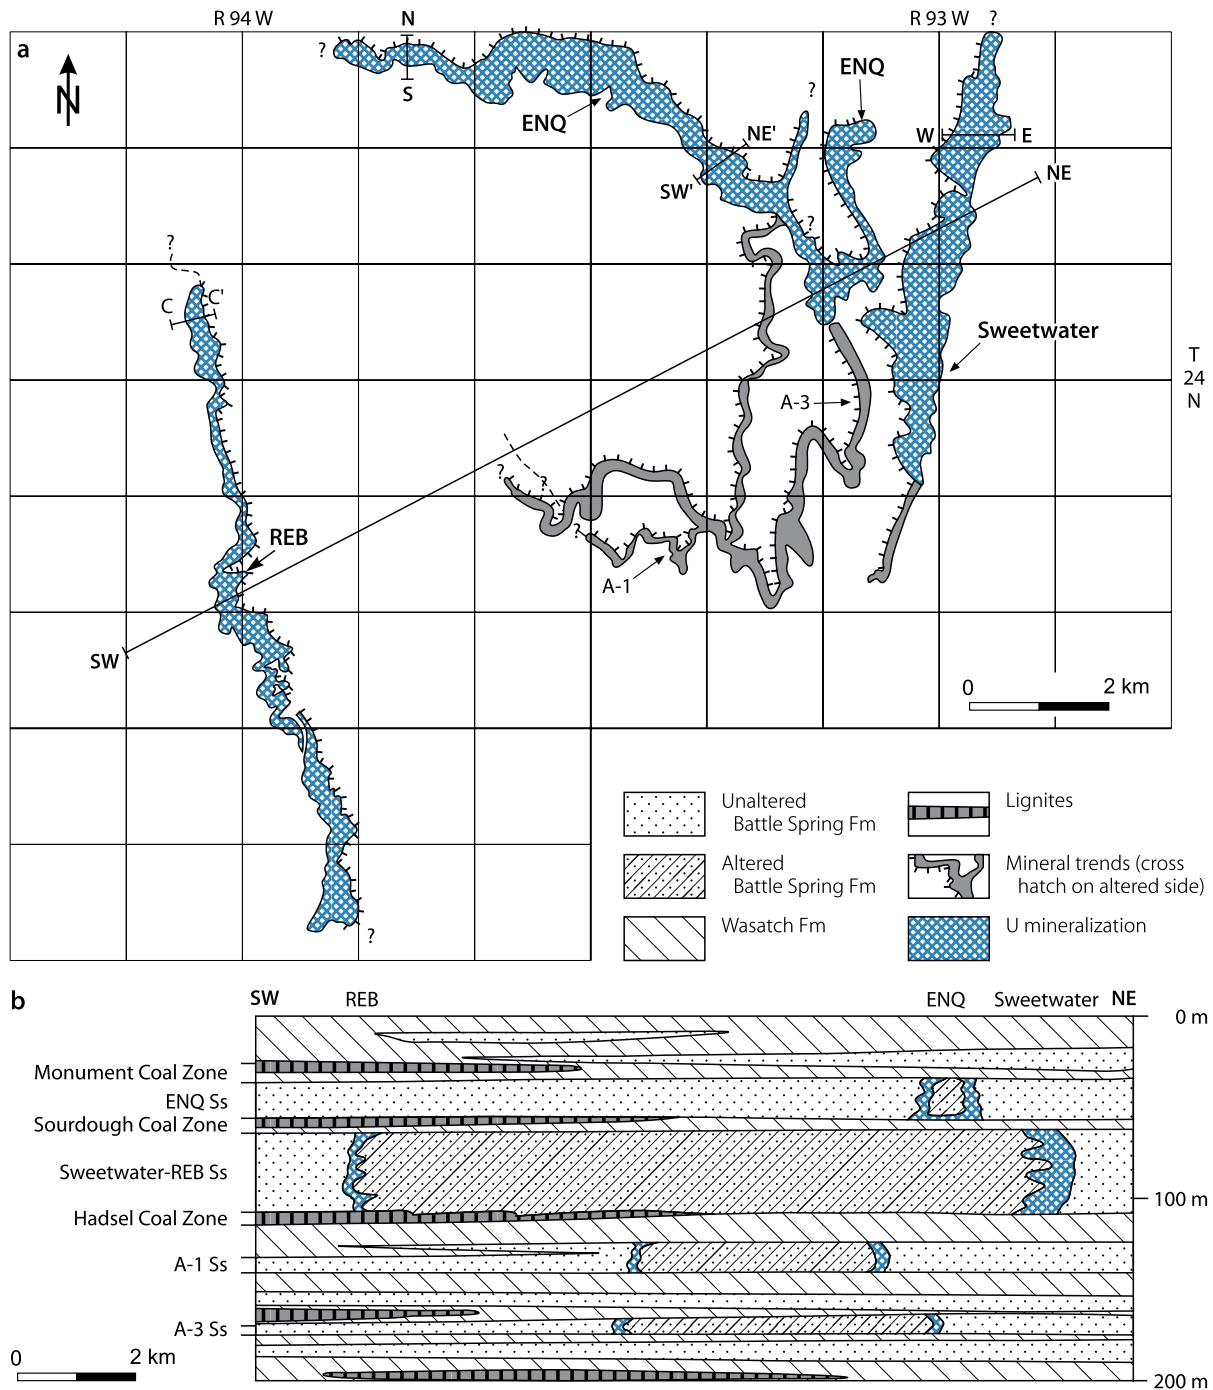 a
R 94 W
N
R 93 W
?
?
N
S
ENQ
ENQ
?
NE'
SW'
W
E
NE
?
?
C
C'
Sweetwater
T
24
N
A-3
?
?
?
REB
A-1
SW
0
2 km
?
Unaltered
Battle Spring Fm
Lignites
Altered
Battle Spring Fm
Mineral trends (cross
hatch on altered side)
Wasatch Fm
U mineralization
b
SW
REB
ENQ
Sweetwater
NE
0 m
Monument Coal Zone
ENQ Ss
Sourdough Coal Zone
Sweetwater-REB Ss
100 m
Hadsel Coal Zone
A-1 Ss
A-3 Ss
0
2 km
200 m